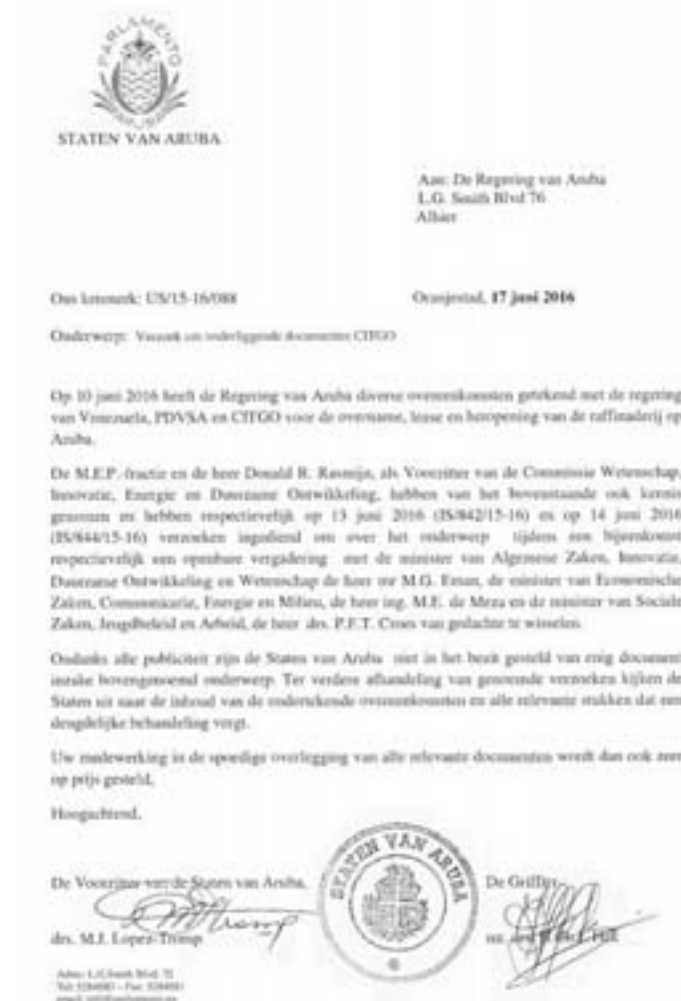 PARLAMENTO
ARUBA
STATEN VAN ARUBA
Aan: De Regering van Aruba
L.G. Smith Blvd 76
Alhier
Ons kenmerk: US/15-16/088
Oranjestad, 17 juni 2016
Onderwerp: Verzoek om onderliggende documenten CITGO
Op 10 juni 2016 heeft de Regering van Aruba diverse overeenkomsten getekend met de regering
van Venezuela, PDVSA en CITGO voor de overname, lease en heropening van de raffinaderij op
Aruba.
De M.E.P.-fractie en de heer Donald R. Rasmijn, als Voorzitter van de Commissie Wetenschap,
Innovatie, Energie en Duurzame Ontwikkeling, hebben van het bovenstaande ook kennis
genomen en hebben respectievelijk op 13 juni 2016 (IS/842/15-16) en op 14 juni 2016
(IS/844/15-16) verzoeken ingediend om over het onderwerp tijdens een bijeenkomst
respectievelijk een openbare vergadering met de minister van Algemene Zaken, Innovatie,
Duurzame Ontwikkeling en Wetenschap de heer mr M.G. Eman, de minister van Economische
Zaken, Communicatie, Energie en Milieu, de heer ing. M.E. de Meza en de minister van Sociale
Zaken, Jeugdbeleid en Arbeid, de heer drs. P.F.T. Croes van gedachte te wisselen.
Ondanks alle publiciteit zijn de Staten van Aruba niet in het bezit gesteld van enig document
inzake bovengenoemd onderwerp. Ter verdere afhandeling van genoemde verzoeken kijken de
Staten uit naar de inhoud van de ondertekende overeenkomsten en alle relevante stukken dat een
deugdelijke behandeling vergt.
Uw medewerking in de spoedige overlegging van alle relevante documenten wordt dan ook zeer
op prijs gesteld,
Hoogachtend,
De Voorzitter van de Staten van Aruba,
De Griffier,
STATEN VAN ARUBA
drs. M.J. Lopez-Tromp
mr.
Adres: L.G. Smith Blvd. 72